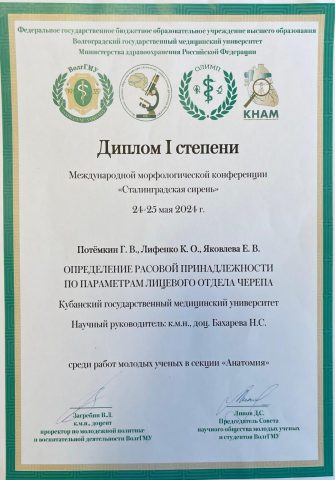 Федеральное государственное бюджетное образовательное учреждение высшего образования
Волгоградский государственный медицинский университет
Министерства здравоохранения Российской Федерации
ВолгГМУ
ОЛИМП
КНАМ
Диплом I степени
Международной морфологической конференции
«Сталинградская сирень»
24-25 мая 2024 г.
Потёмкин Г. В., Лифенко К. О., Яковлева Е. В.
ОПРЕДЕЛЕНИЕ РАСОВОЙ ПРИНАДЛЕЖНОСТИ
ПО ПАРАМЕТРАМ ЛИЦЕВОГО ОТДЕЛА ЧЕРЕПА
Кубанский государственный медицинский университет
Научный руководитель: к.м.н., доц. Бахарева Н.С.
среди работ молодых ученых в секции «Анатомия»
Загребин В.Л.
к.м.н., доцент
проректор по молодежной политике
и воспитательной деятельности ВолгГМУ
Липов Д.С.
Председатель Совета
научного общества молодых ученых
и студентов ВолгГМУ